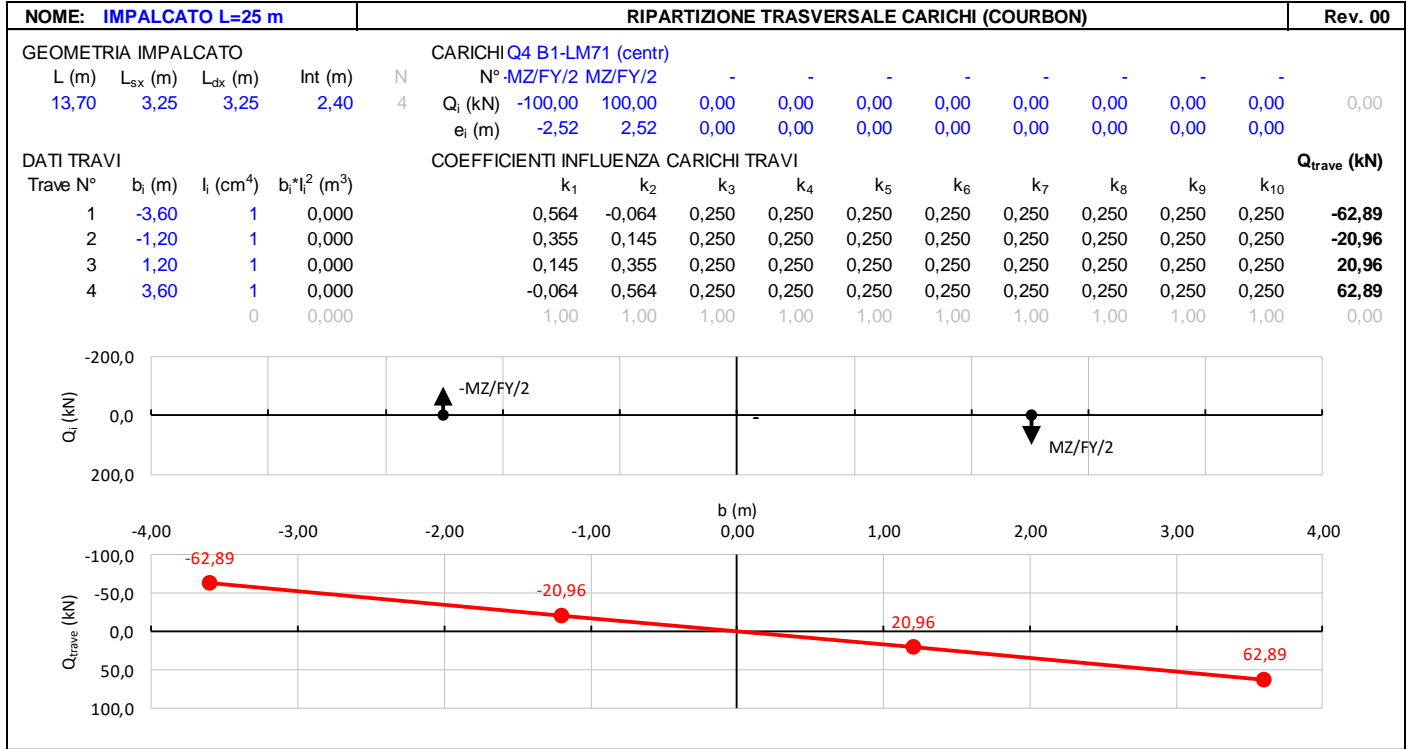 NOME: IMPALCATO L=25 m RIPARTIZIONE TRASVERSALE CARICHI (COURBON) Rev. 00
GEOMETRIA IMPALCATO CARICHI Q4 B1-LM71 (centr)
L (m) Lsx (m) Ldx (m) Int (m) N N° -MZ/FY/2 MZ/FY/2 - - - - - - - -
13,70 3,25 3,25 2,40 4 Qi (kN) -100,00 100,00 0,00 0,00 0,00 0,00 0,00 0,00 0,00 0,00 0,00
ei (m) -2,52 2,52 0,00 0,00 0,00 0,00 0,00 0,00 0,00 0,00
DATI TRAVI COEFFICIENTI INFLUENZA CARICHI TRAVI Qtrave (kN)
Trave N° bi (m) Ii (cm4) bi*Ii2 (m3) k1 k2 k3 k4 k5 k6 k7 k8 k9 k10
1 -3,60 1 0,000 0,564 -0,064 0,250 0,250 0,250 0,250 0,250 0,250 0,250 0,250 -62,89
2 -1,20 1 0,000 0,355 0,145 0,250 0,250 0,250 0,250 0,250 0,250 0,250 0,250 -20,96
3 1,20 1 0,000 0,145 0,355 0,250 0,250 0,250 0,250 0,250 0,250 0,250 0,250 20,96
4 3,60 1 0,000 -0,064 0,564 0,250 0,250 0,250 0,250 0,250 0,250 0,250 0,250 62,89
0 0,000 1,00 1,00 1,00 1,00 1,00 1,00 1,00 1,00 1,00 1,00 0,00
-200,0
-MZ/FY/2
0,0
-
Qi (kN)
MZ/FY/2
200,0
b (m)
-4,00 -3,00 -2,00 -1,00 0,00 1,00 2,00 3,00 4,00
-100,0
-62,89
-50,0
-20,96
0,0
20,96
Qtrave (kN)
50,0
62,89
100,0